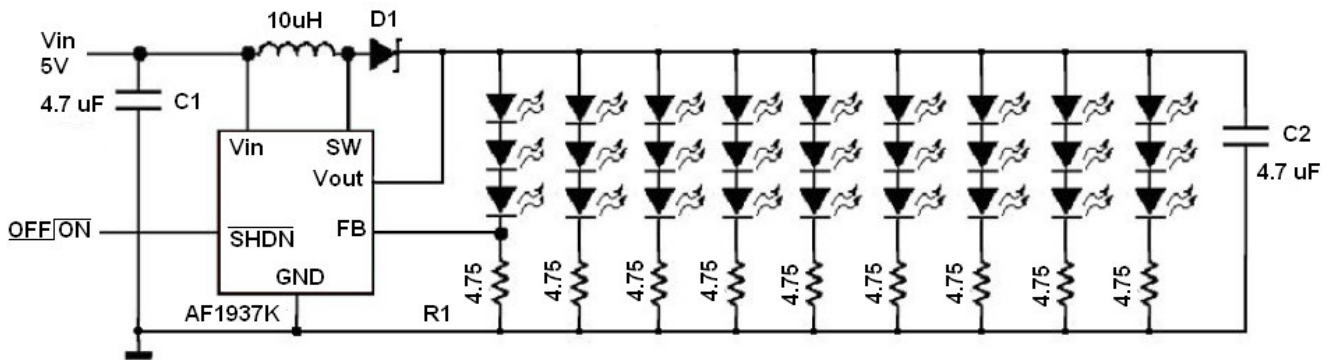 10uH
D1
Vin
5V
C1
4.7 uF
Vin
SW
Vout
C2
4.7 uF
OFF ON
SHDN
FB
GND
4.75
4.75
4.75
4.75
4.75
4.75
4.75
4.75
4.75
AF1937K
R1